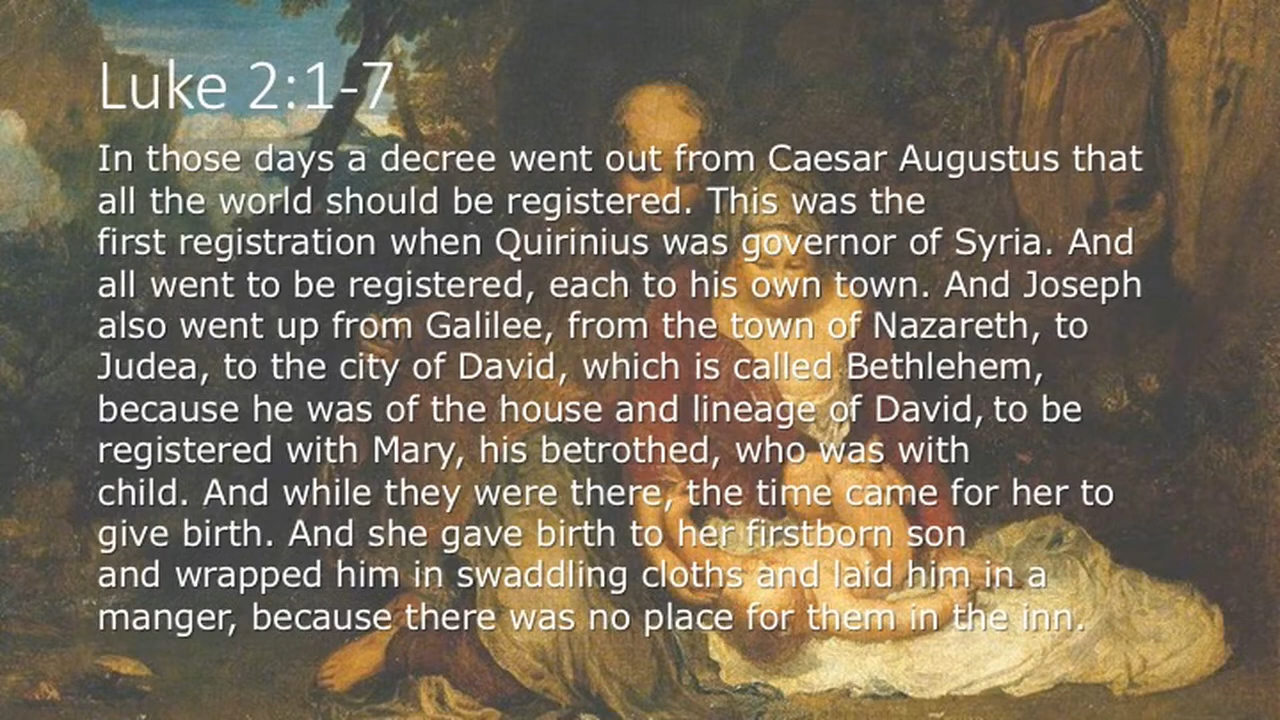 Luke 2:1-7
In those days a decree went out from Caesar Augustus that
all the world should be registered. This was the
first registration when Quirinius was governor of Syria. And
all went to be registered, each to his own town. And Joseph
also went up from Galilee, from the town of Nazareth, to
Judea, to the city of David, which is called Bethlehem,
because he was of the house and lineage of David, to be
registered with Mary, his betrothed, who was with
child. And while they were there, the time came for her to
give birth. And she gave birth to her firstborn son
and wrapped him in swaddling cloths and laid him in a
manger, because there was no place for them in the inn.